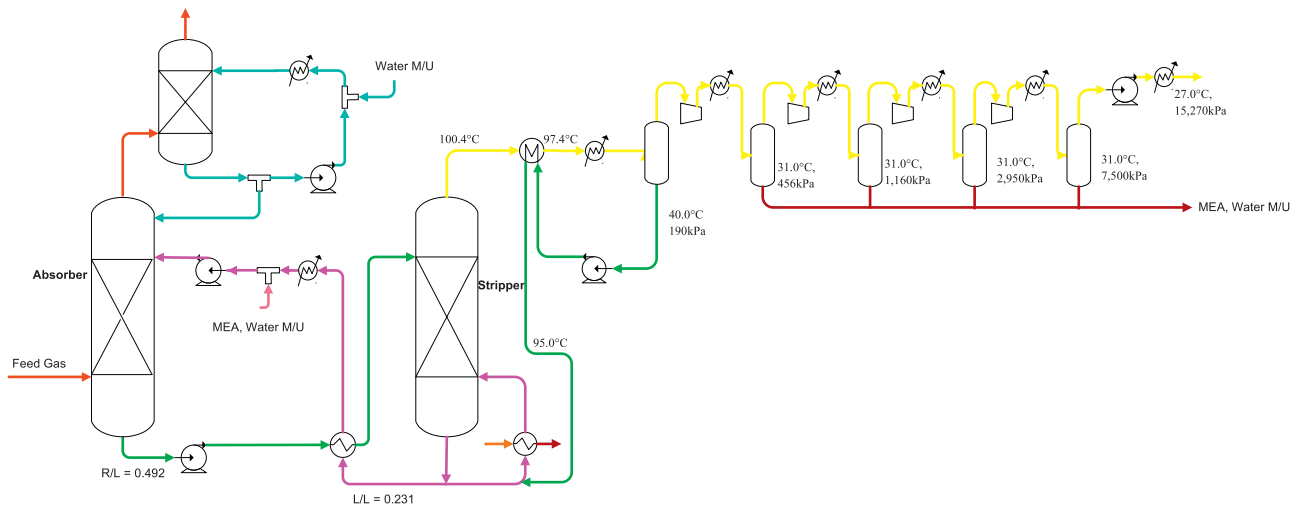 Water M/U
27.0°C,
15,270kPa
100.4°C
97.4°C
31.0°C,
456kPa
31.0°C,
1,160kPa
31.0°C,
2,950kPa
31.0°C,
7,500kPa
40.0°C
190kPa
MEA, Water M/U
Absorber
Stripper
MEA, Water M/U
95.0°C
Feed Gas
R/L = 0.492
L/L = 0.231